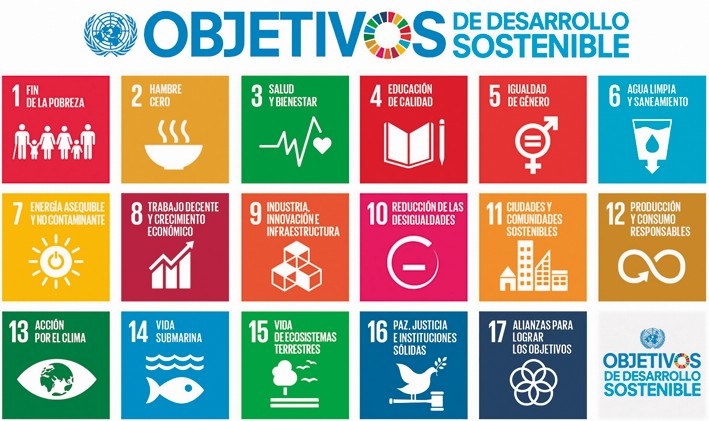 OBJETIVOS DE DESARROLLO
SOSTENIBLE
1 FIN
DE LA POBREZA
2 HAMBRE
CERO
3 SALUD
Y BIENESTAR
4 EDUCACIÓN
DE CALIDAD
5 IGUALDAD
DE GÉNERO
6 AGUA LIMPIA
Y SANEAMIENTO
7 ENERGÍA ASEQUIBLE
Y NO CONTAMINANTE
8 TRABAJO DECENTE
Y CRECIMIENTO
ECONÓMICO
9 INDUSTRIA,
INNOVACIÓN E
INFRAESTRUCTURA
10 REDUCCIÓN DE LAS
DESIGUALDADES
11 CIUDADES Y
COMUNIDADES
SOSTENIBLES
12 PRODUCCIÓN
Y CONSUMO
RESPONSABLES
13 ACCIÓN
POR EL CLIMA
14 VIDA
SUBMARINA
15 VIDA
DE ECOSISTEMAS
TERRESTRES
16 PAZ, JUSTICIA
E INSTITUCIONES
SÓLIDAS
17 ALIANZAS PARA
LOGRAR
LOS OBJETIVOS
OBJETIVOS
DE DESARROLLO
SOSTENIBLE